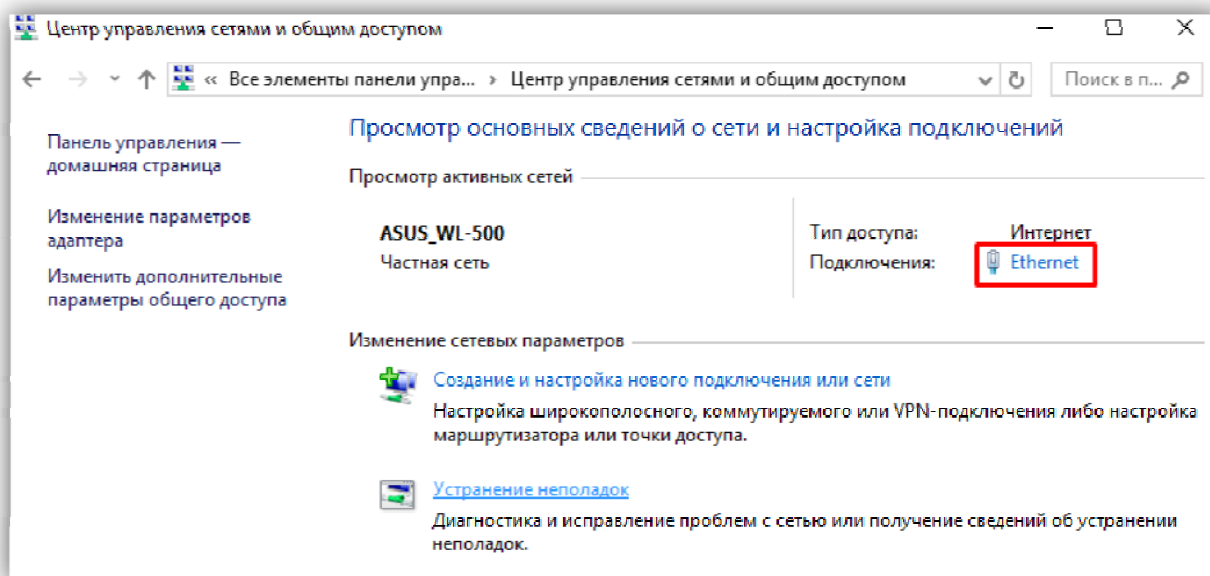 Центр управления сетями и общим доступом
« Все элементы панели упра... › Центр управления сетями и общим доступом
Поиск в п...
Панель управления —
домашняя страница
Изменение параметров
адаптера
Изменить дополнительные
параметры общего доступа
Просмотр основных сведений о сети и настройка подключений
Просмотр активных сетей
ASUS_WL-500
Частная сеть
Тип доступа: Интернет
Подключения: Ethernet
Изменение сетевых параметров
Создание и настройка нового подключения или сети
Настройка широкополосного, коммутируемого или VPN-подключения либо настройка
маршрутизатора или точки доступа.
Устранение неполадок
Диагностика и исправление проблем с сетью или получение сведений об устранении
неполадок.